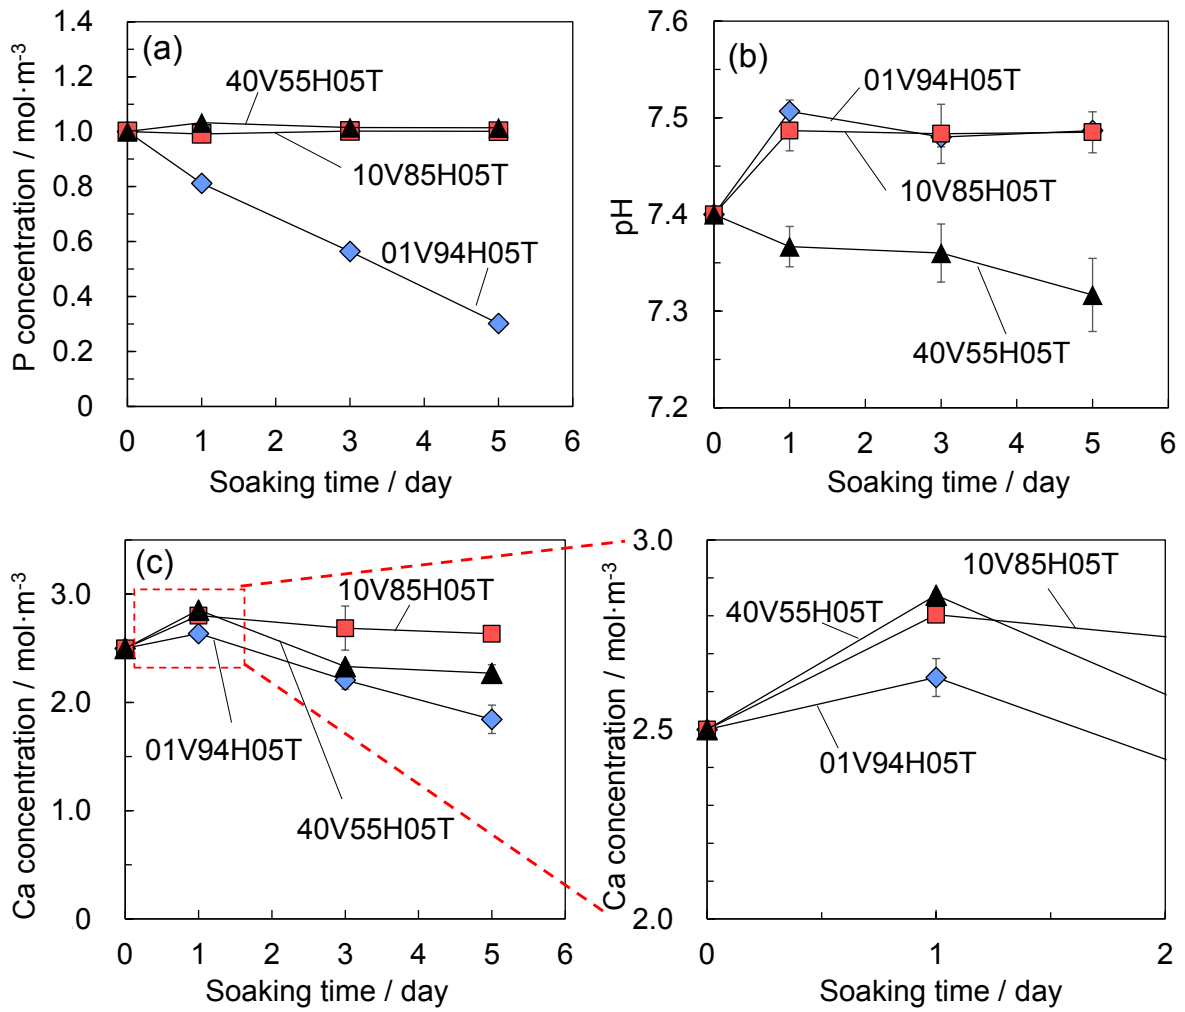 (a)
P concentration / mol·m⁻³
1.4
1.2
1.0
0.8
0.6
0.4
0.2
0
40V55H05T
10V85H05T
01V94H05T
0 1 2 3 4 5 6
Soaking time / day
(b)
pH
7.6
7.5
7.4
7.3
7.2
01V94H05T
10V85H05T
40V55H05T
0 1 2 3 4 5 6
Soaking time / day
(c)
Ca concentration / mol·m⁻³
3.0
2.0
1.0
0
10V85H05T
01V94H05T
40V55H05T
0 1 2 3 4 5 6
Soaking time / day
Ca concentration / mol·m⁻³
3.0
2.5
2.0
10V85H05T
40V55H05T
01V94H05T
0 1 2
Soaking time / day